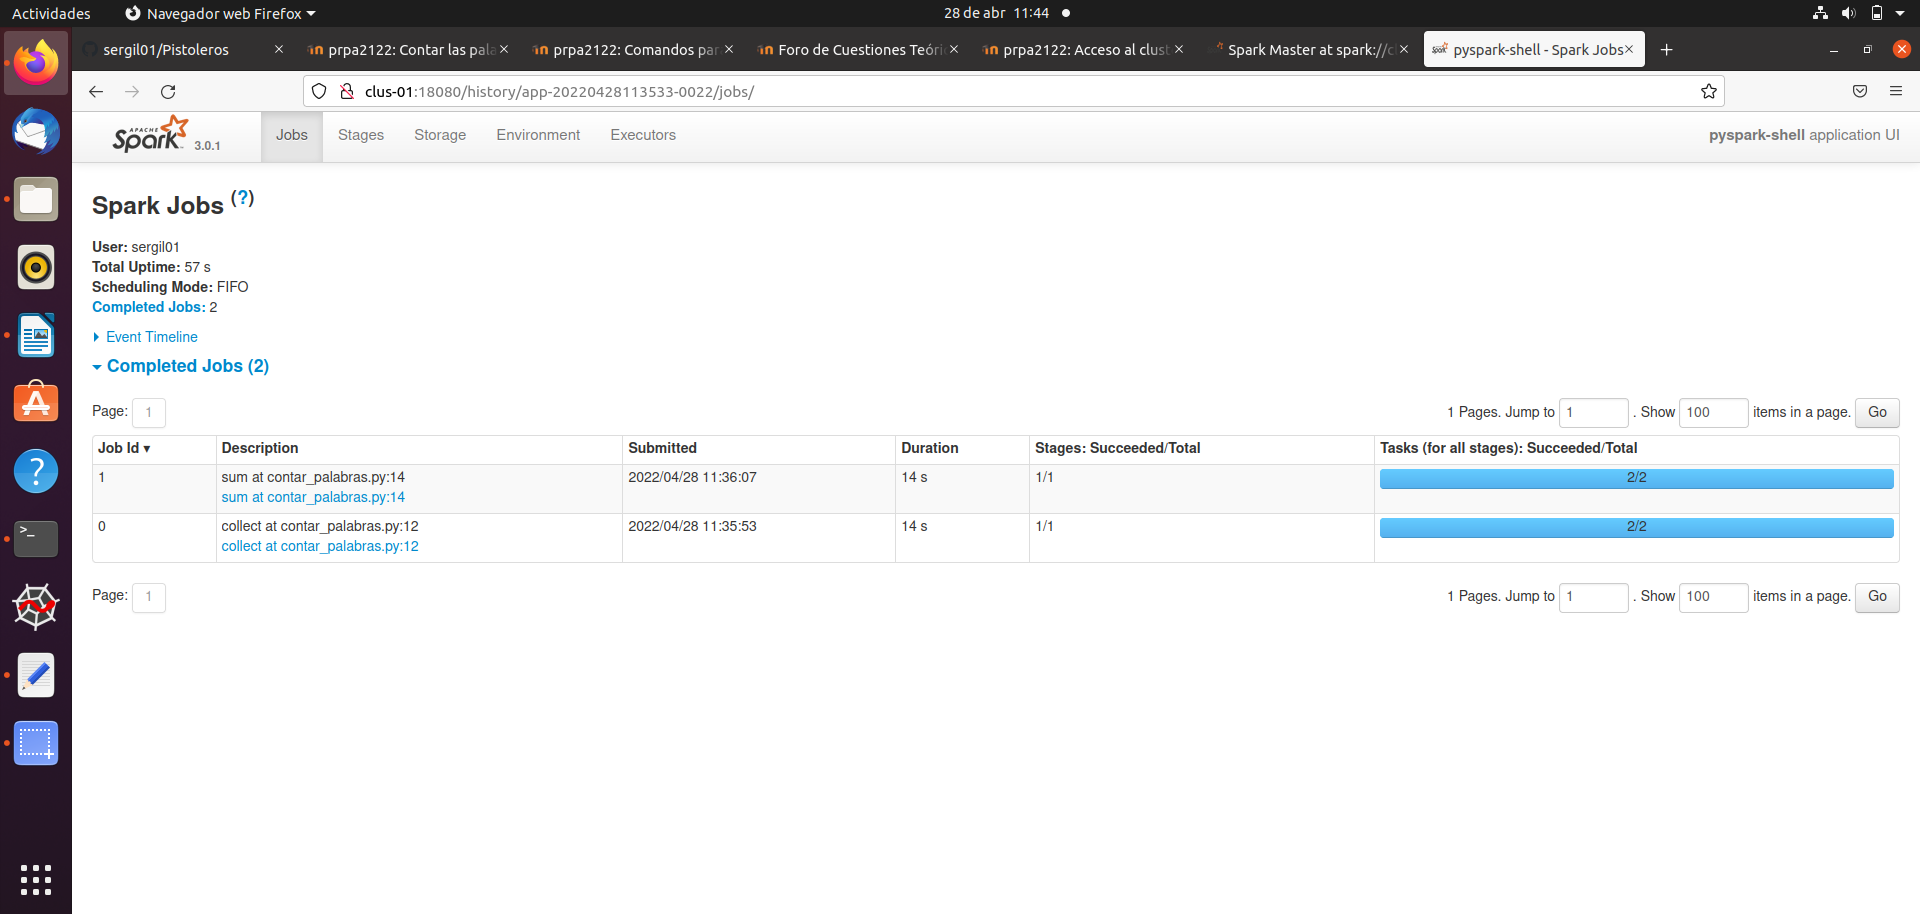 Actividades
Navegador web Firefox
28 de abr 11:44
sergil01/Pistoleros
prpa2122: Contar las pala
prpa2122: Comandos par
Foro de Cuestiones Teóri
prpa2122: Acceso al clust
Spark Master at spark://c
pyspark-shell - Spark Jobs
clus-01:18080/history/app-20220428113533-0022/jobs/
APACHE Spark 3.0.1
Jobs
Stages
Storage
Environment
Executors
pyspark-shell application UI
Spark Jobs (?)
User: sergil01
Total Uptime: 57 s
Scheduling Mode: FIFO
Completed Jobs: 2
Event Timeline
Completed Jobs (2)
Page: 1
1 Pages. Jump to 1 . Show 100 items in a page. Go
Job Id ▾ Description Submitted Duration Stages: Succeeded/Total Tasks (for all stages): Succeeded/Total
1 sum at contar_palabras.py:14 2022/04/28 11:36:07 14 s 1/1 2/2
sum at contar_palabras.py:14
0 collect at contar_palabras.py:12 2022/04/28 11:35:53 14 s 1/1 2/2
collect at contar_palabras.py:12
Page: 1
1 Pages. Jump to 1 . Show 100 items in a page. Go